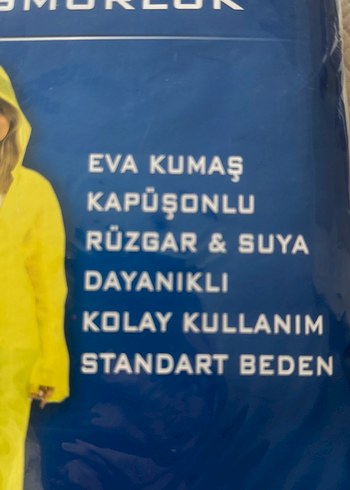 EVA KUMAŞ
KAPÜŞONLU
RÜZGAR & SUYA
DAYANIKLI
KOLAY KULLANIM
STANDART BEDEN